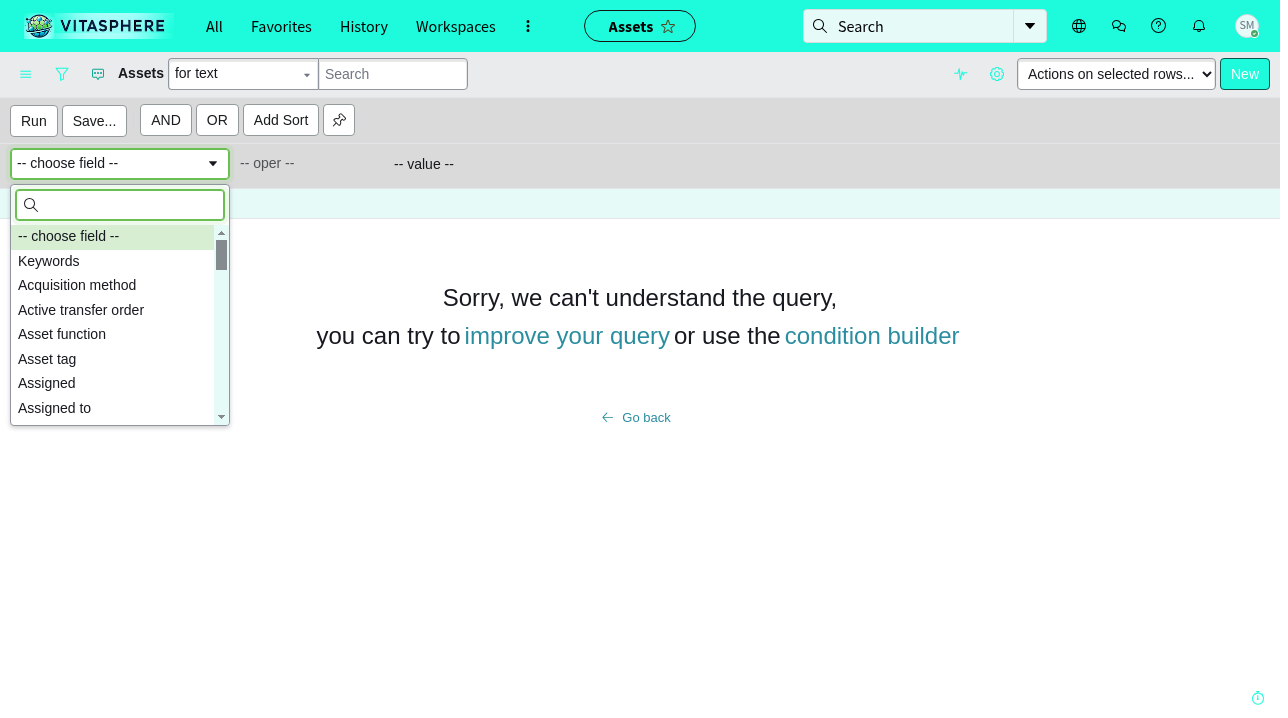 VITASPHERE All Favorites History Workspaces Assets Search SM
Assets for text Search Actions on selected rows... New
Run Save... AND OR Add Sort
-- choose field -- -- oper -- -- value --
-- choose field --
Keywords
Acquisition method
Active transfer order
Asset function
Asset tag
Assigned
Assigned to
Sorry, we can't understand the query,
you can try to improve your query or use the condition builder
Go back